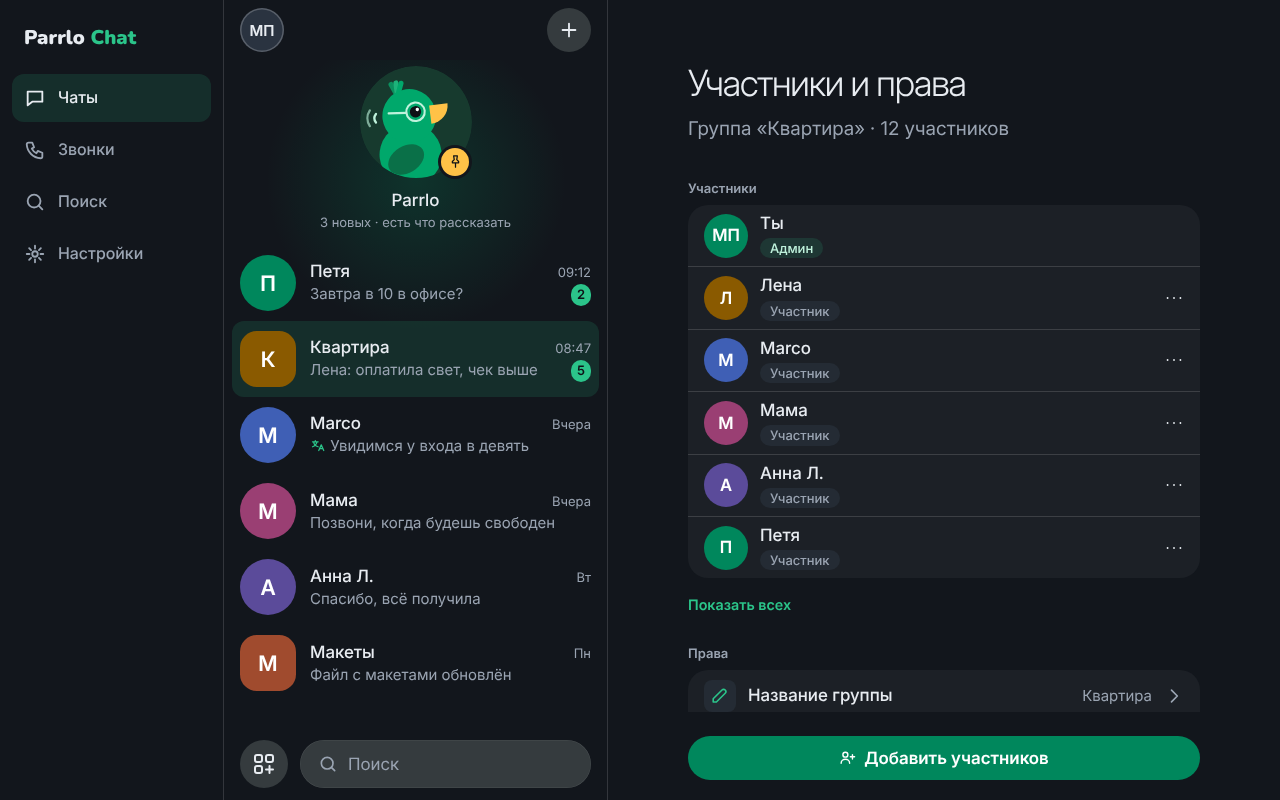 Parrlo Chat
Чаты
Звонки
Поиск
Настройки
МП
Parrlo
3 новых · есть что рассказать
П
Петя
09:12
Завтра в 10 в офисе?
2
К
Квартира
08:47
Лена: оплатила свет, чек выше
5
M
Marco
Вчера
Увидимся у входа в девять
М
Мама
Вчера
Позвони, когда будешь свободен
А
Анна Л.
Вт
Спасибо, всё получила
М
Макеты
Пн
Файл с макетами обновлён
Поиск
Участники и права
Группа «Квартира» · 12 участников
Участники
МП
Ты
Админ
Л
Лена
Участник
M
Marco
Участник
М
Мама
Участник
А
Анна Л.
Участник
П
Петя
Участник
Показать всех
Права
Название группы
Квартира
Добавить участников